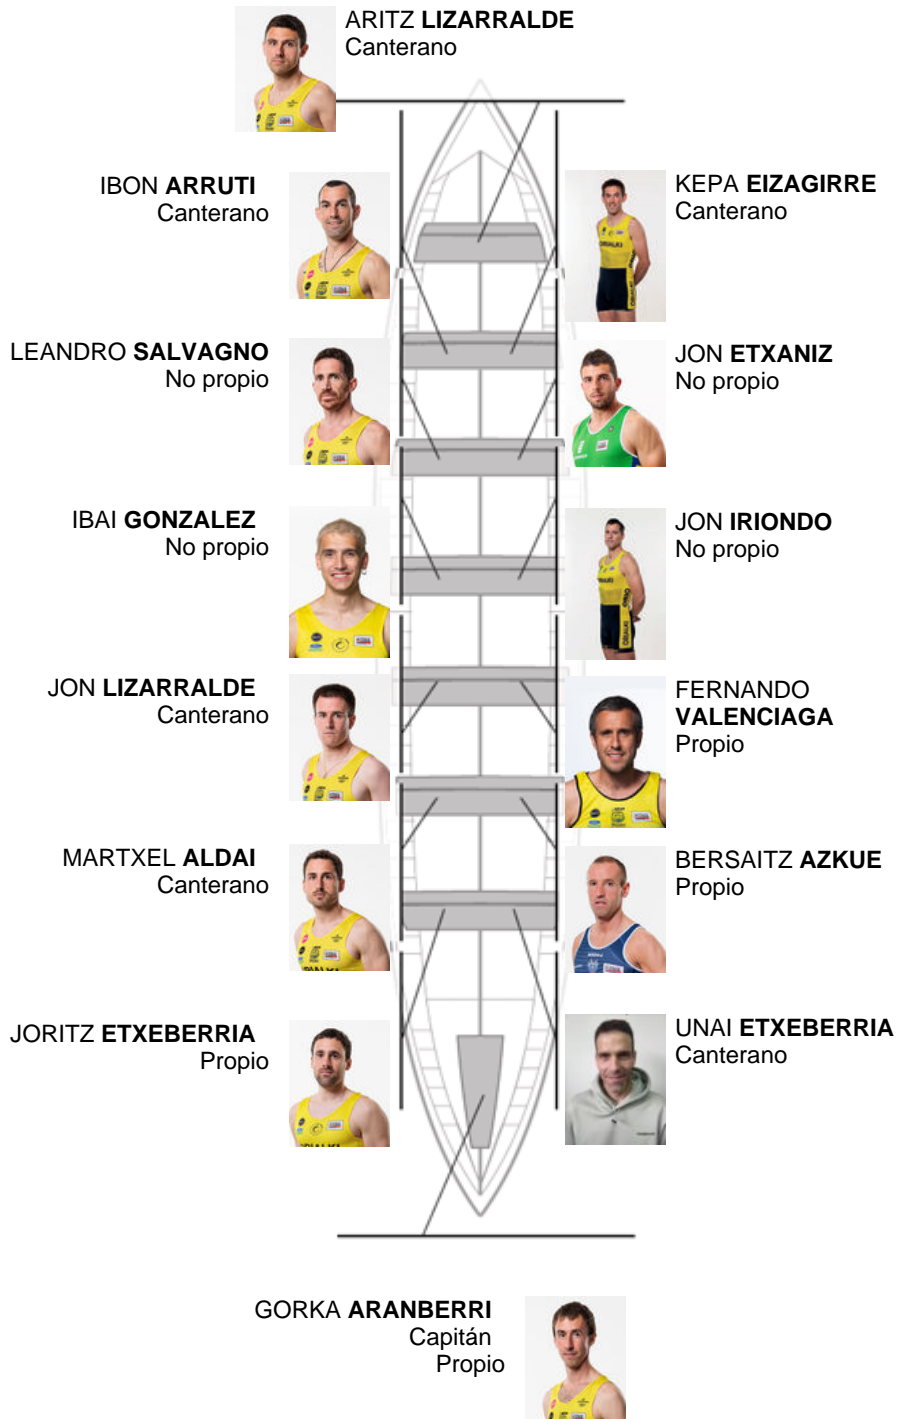 ARITZ LIZARRALDE
Canterano
IBON ARRUTI
Canterano
KEPA EIZAGIRRE
Canterano
LEANDRO SALVAGNO
No propio
JON ETXANIZ
No propio
IBAI GONZALEZ
No propio
JON IRIONDO
No propio
JON LIZARRALDE
Canterano
FERNANDO
VALENCIAGA
Propio
MARTXEL ALDAI
Canterano
BERSAITZ AZKUE
Propio
JORITZ ETXEBERRIA
Propio
UNAI ETXEBERRIA
Canterano
GORKA ARANBERRI
Capitán
Propio